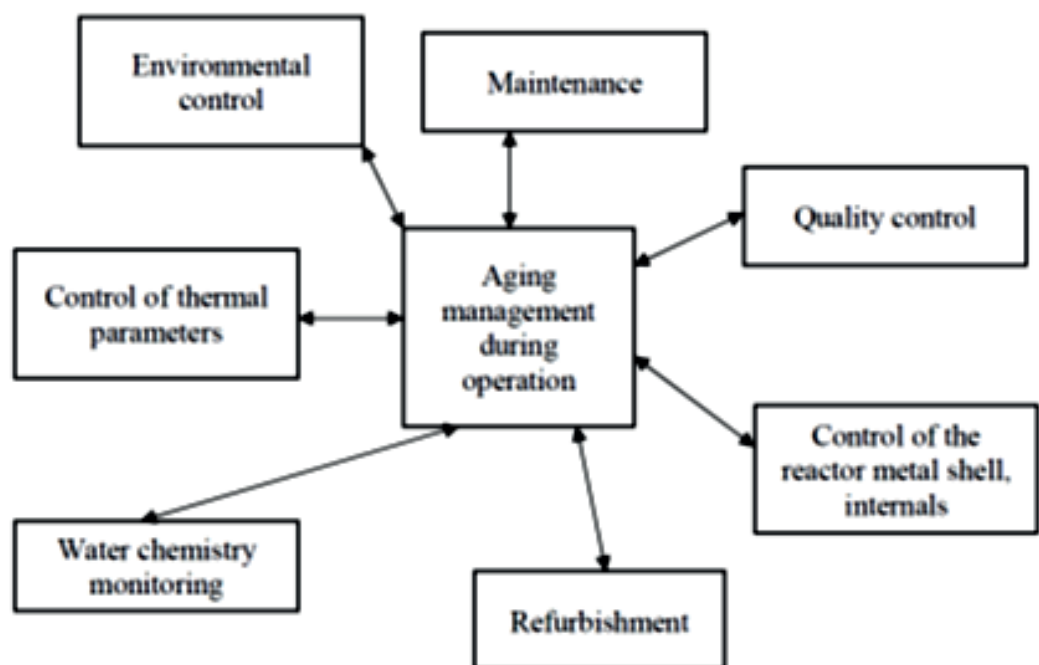 Environmental
control
Maintenance
Quality control
Aging
management
during
operation
Control of thermal
parameters
Control of the
reactor metal shell,
internals
Water chemistry
monitoring
Refurbishment